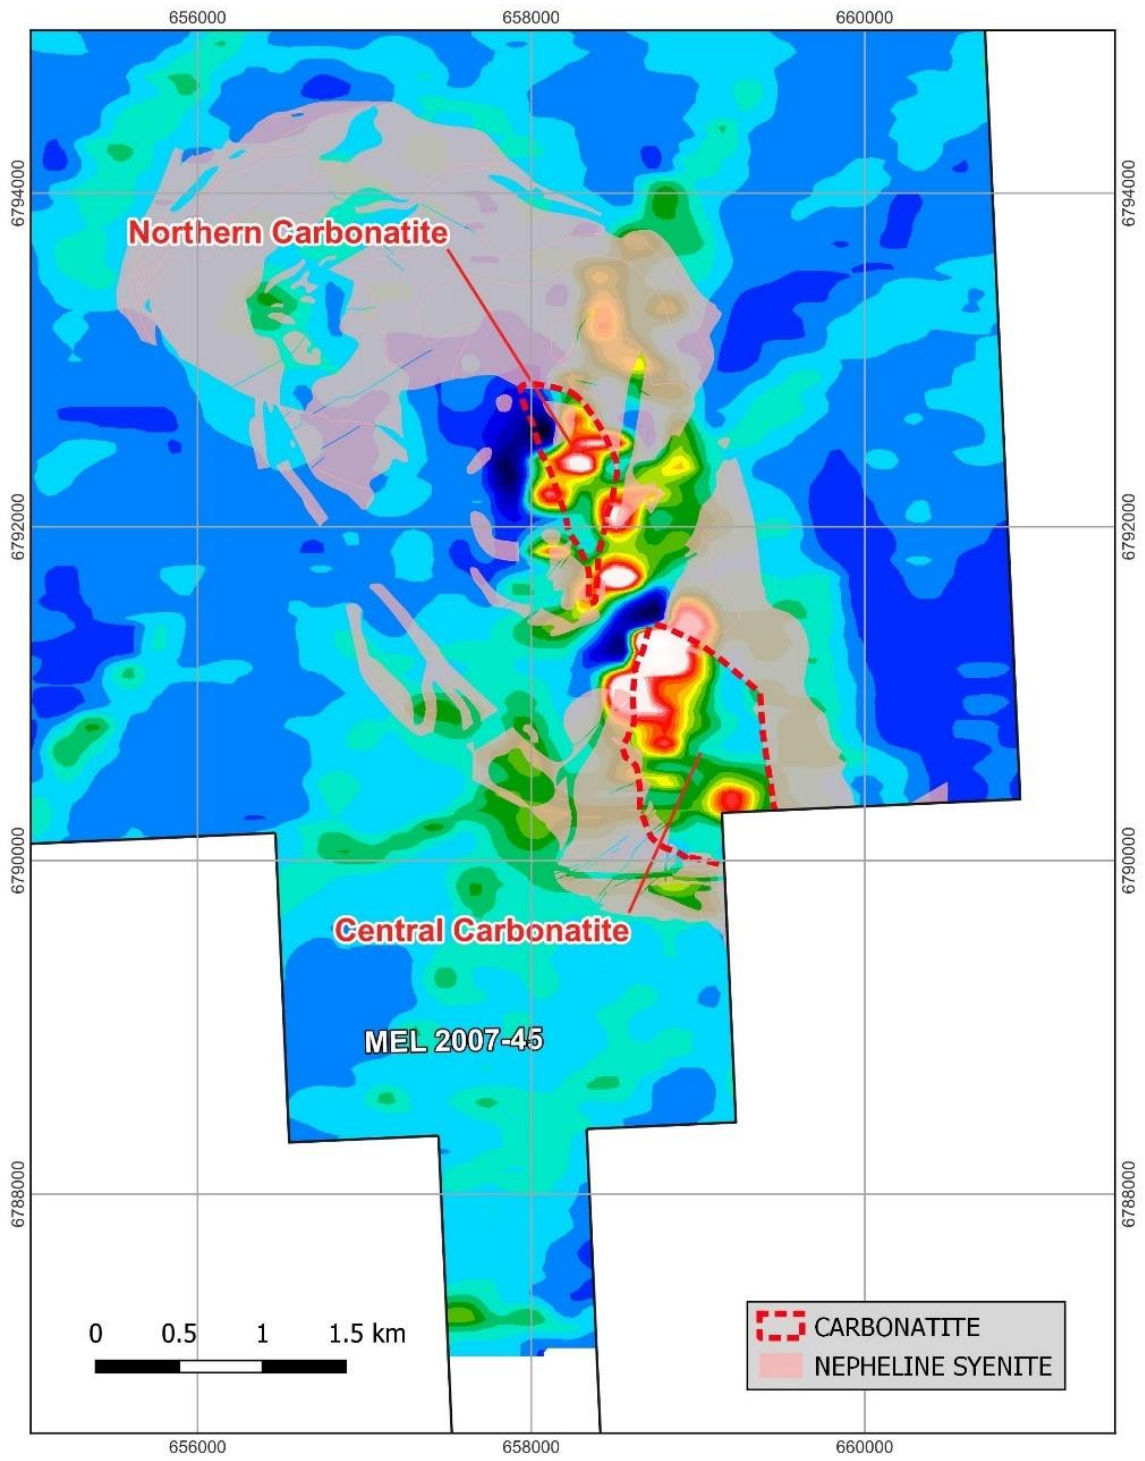 656000
658000
660000
6794000
6794000
Northern Carbonatite
6792000
6792000
6790000
6790000
Central Carbonatite
MEL 2007-45
6788000
6788000
0 0.5 1 1.5 km
CARBONATITE
NEPHELINE SYENITE
656000
658000
660000